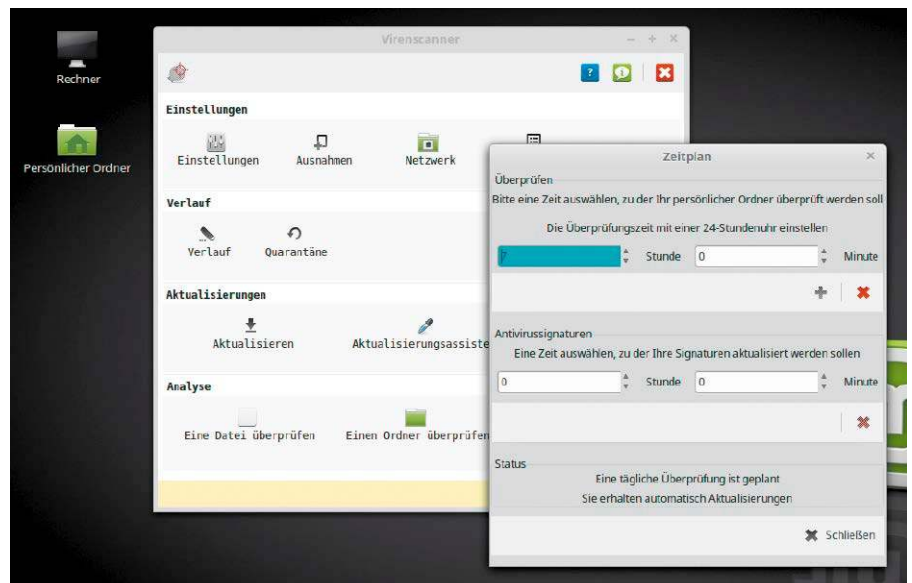 Rechner
Persönlicher Ordner
Virenscanner
Einstellungen
Einstellungen
Ausnahmen
Netzwerk
Verlauf
Verlauf
Quarantäne
Aktualisierungen
Aktualisieren
Analyse
Eine Datei überprüfen
Einen Ordner überprüfen
Zeitplan
Überprüfen
Bitte eine Zeit auswählen, zu der Ihr persönlicher Ordner überprüft werden soll
Die Überprüfungszeit mit einer 24-Stundenuhr einstellen
Stunde 0 Minute
Antivirussignaturen
Eine Zeit auswählen, zu der Ihre Signaturen aktualisiert werden sollen
0 Stunde 0 Minute
Status
Eine tägliche Überprüfung ist geplant
Sie erhalten automatisch Aktualisierungen
Schließen